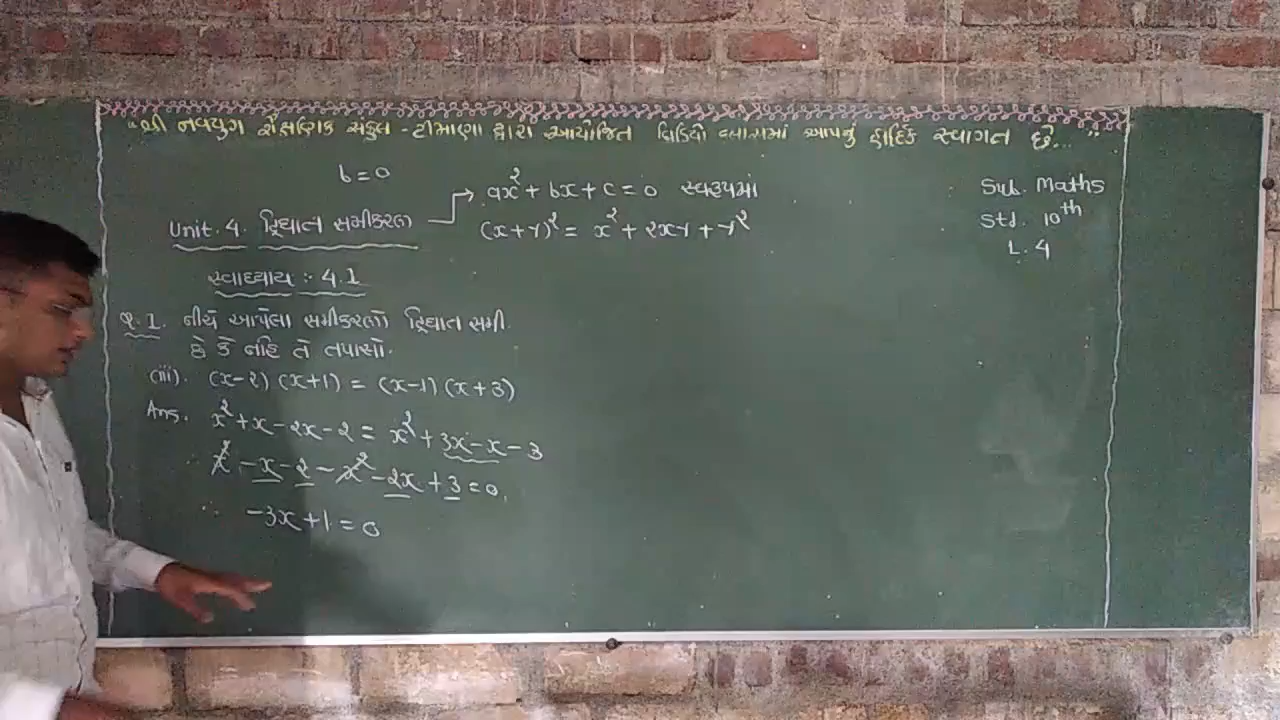 "શ્રી નવયુગ શૈક્ષણિક સંકુલ - ટીમાણા દ્વારા આયોજિત વિડિયો ક્લાસમાં આપનું હાર્દિક સ્વાગત છે..."
b = 0
ax² + bx + c = 0 સ્વરૂપમાં
Unit. 4. દ્વિઘાત સમીકરણ
(x+y)² = x² + 2xy + y²
Sub. Maths
Std. 10th
L. 4
સ્વાધ્યાય :- 4.1
Q. 1. નીચે આપેલા સમીકરણો દ્વિઘાત સમી.
છે કે નહિ તે તપાસો.
(iii). (x-2) (x+1) = (x-1) (x+3)
Ans. x² + x - 2x - 2 = x² + 3x - x - 3
∴ x² - x - 2 - x² - 2x + 3 = 0
∴ -3x + 1 = 0